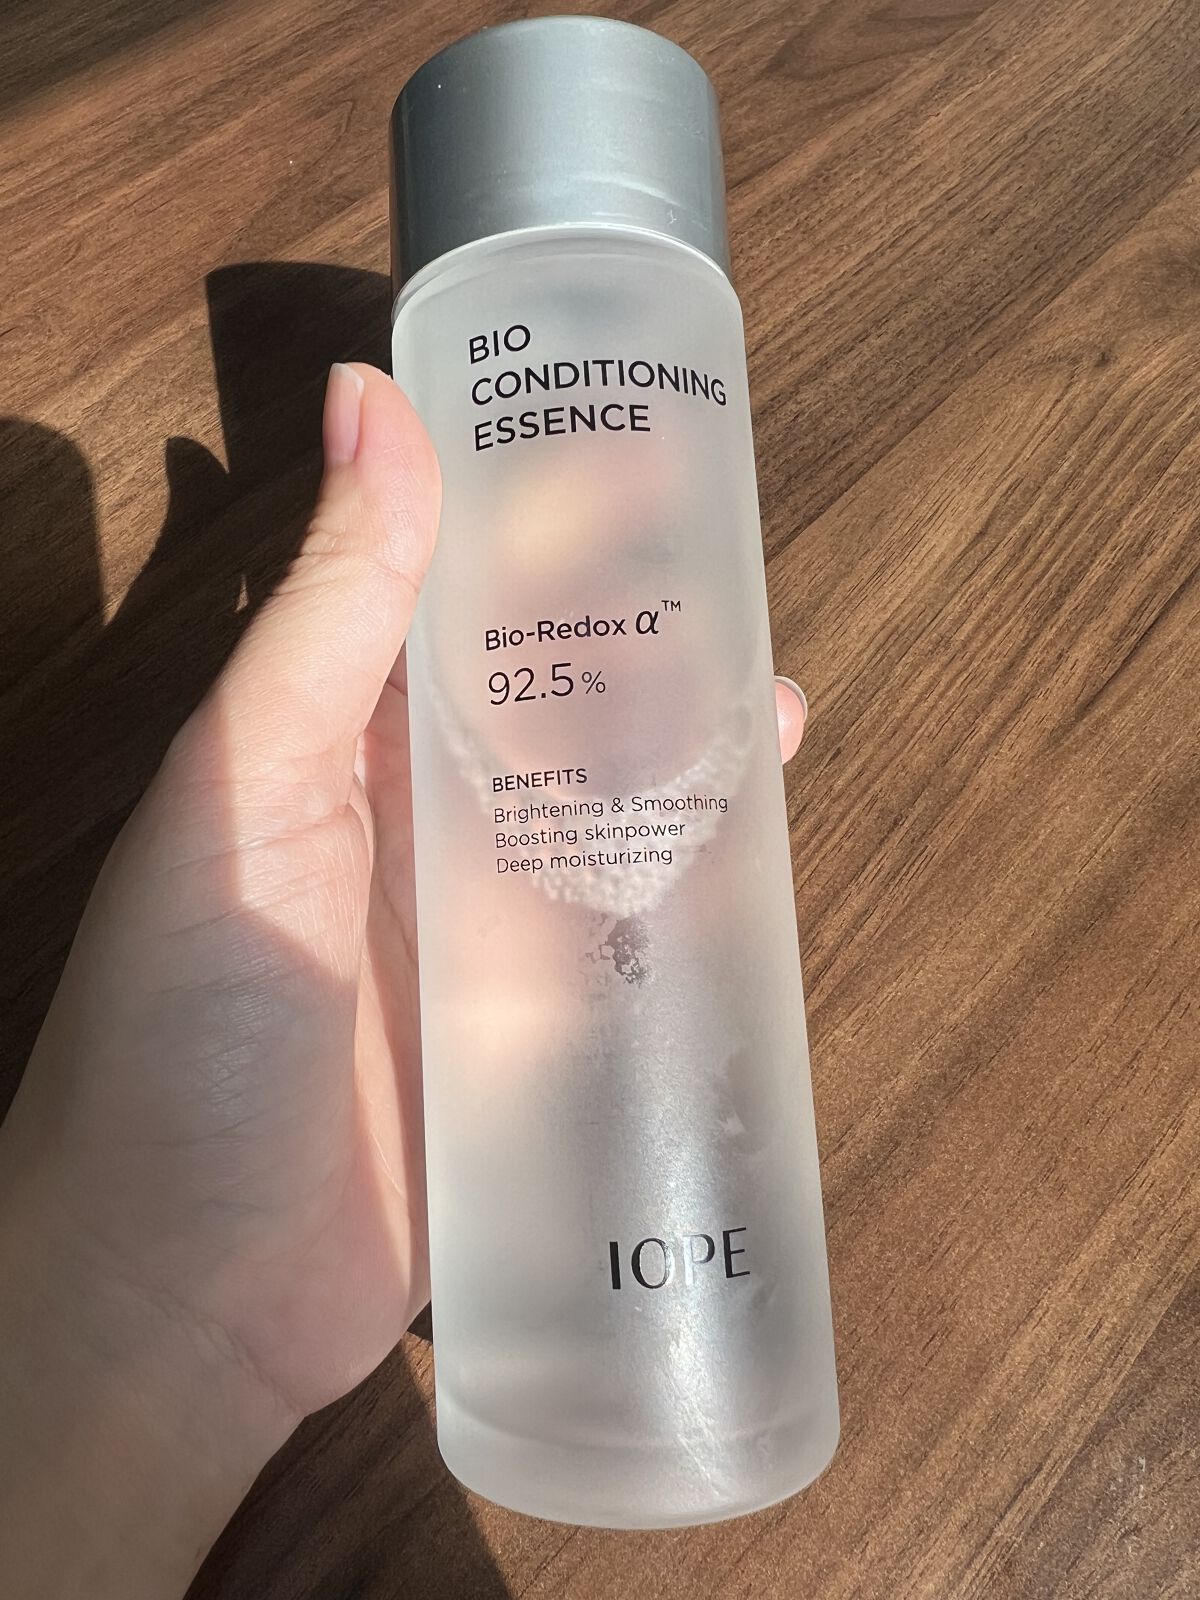 BIO
CONDITIONING
ESSENCE
Bio-Redox α™
92.5%
BENEFITS
Brightening & Smoothing
Boosting skinpower
Deep moisturizing
IOPE